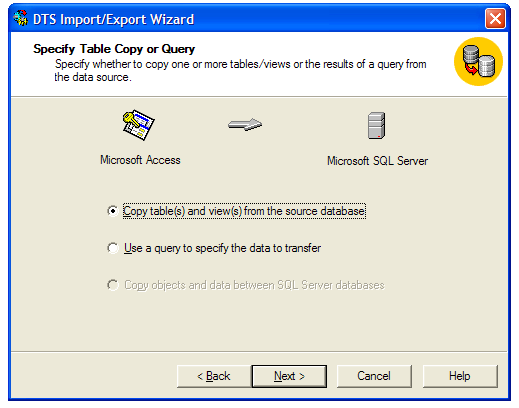 DTS Import/Export Wizard
Specify Table Copy or Query
Specify whether to copy one or more tables/views or the results of a query from
the data source.
Microsoft Access
Microsoft SQL Server
Copy table(s) and view(s) from the source database
Use a query to specify the data to transfer
Copy objects and data between SQL Server databases
< Back
Next >
Cancel
Help